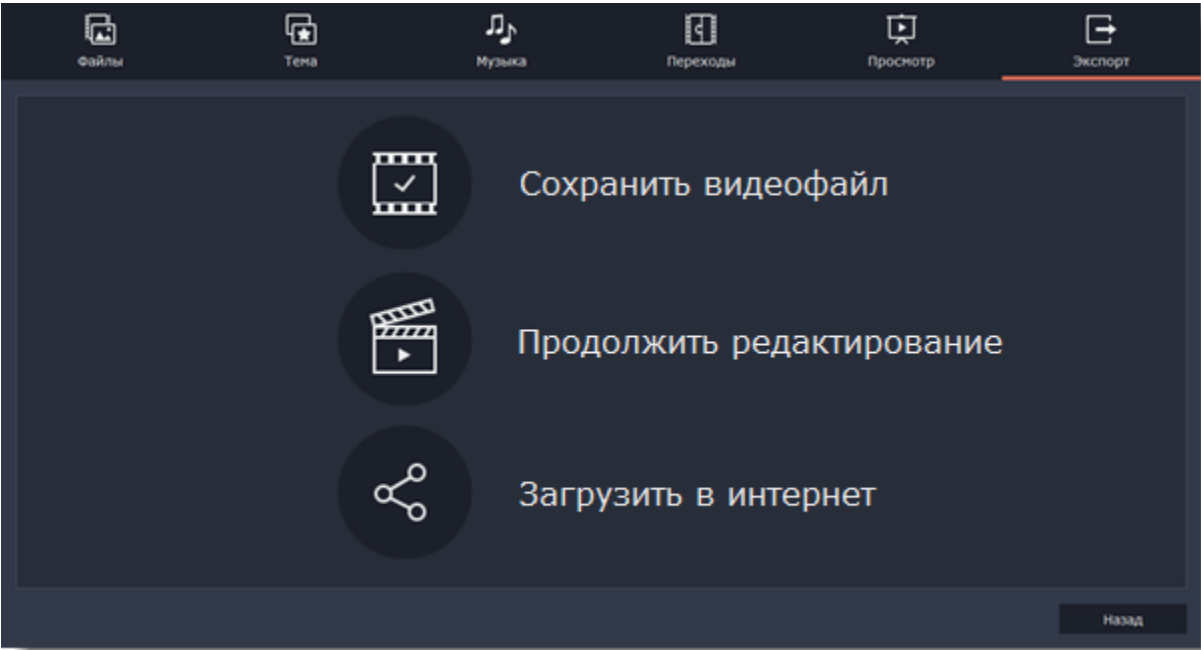 Файлы Тема Музыка Переходы Просмотр Экспорт
Сохранить видеофайл
Продолжить редактирование
Загрузить в интернет
Назад